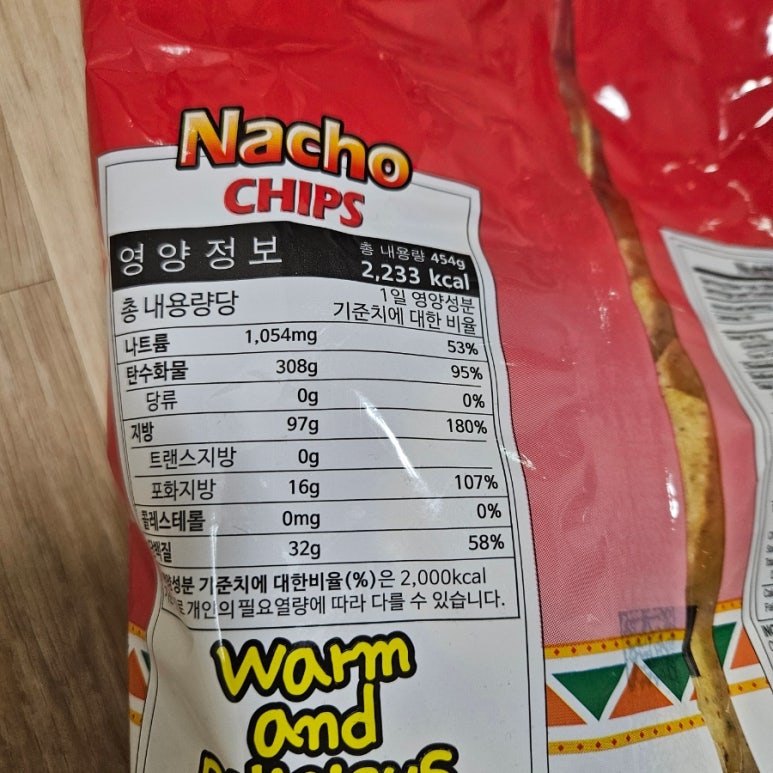 Nacho
CHIPS
영양정보
총 내용량 454g
2,233 kcal
총 내용량당
1일 영양성분
기준치에 대한 비율
나트륨 1,054mg 53%
탄수화물 308g 95%
당류 0g 0%
지방 97g 180%
트랜스지방 0g
포화지방 16g 107%
콜레스테롤 0mg 0%
32g 58%
기준치에 대한비율(%)은 2,000kcal
개인의 필요열량에 따라 다를 수 있습니다.
Warm
and